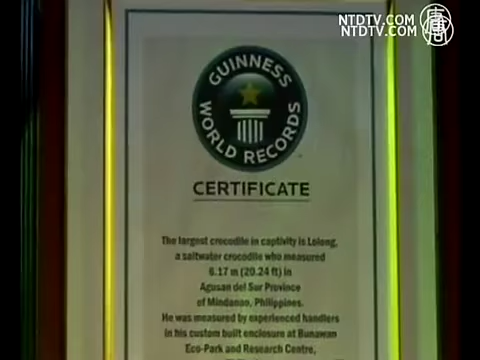 NTDTV.COM
NTDTV.COM
唐
GUINNESS
WORLD RECORDS
CERTIFICATE
The largest crocodile in captivity is Lolong,
a saltwater crocodile who measured
6.17 m (20.24 ft) in
Agusan del Sur Province
of Mindanao, Philippines.
He was measured by experienced handlers
in his custom built enclosure at Bunawan
Eco-Park and Research Centre,